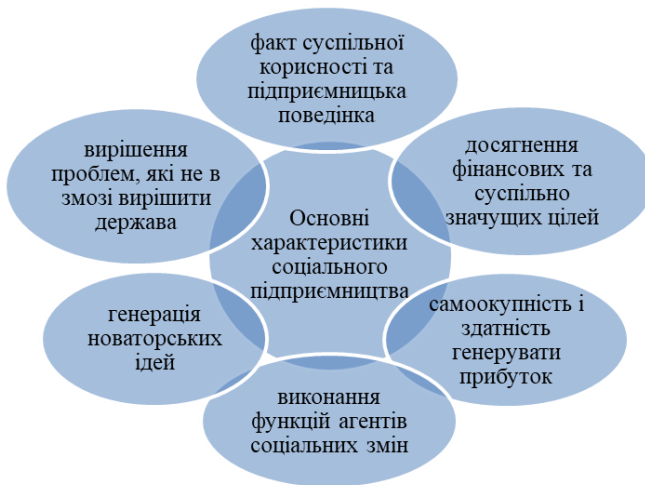 факт суспільної
корисності та
підприємницька
поведінка
досягнення
фінансових та
суспільно
значущих цілей
самоокупність і
здатність
генерувати
прибуток
виконання
функцій агентів
соціальних змін
генерація
новаторських
ідей
вирішення
проблем, які не в
змозі вирішити
держава
Основні
характеристики
соціального
підприємництва